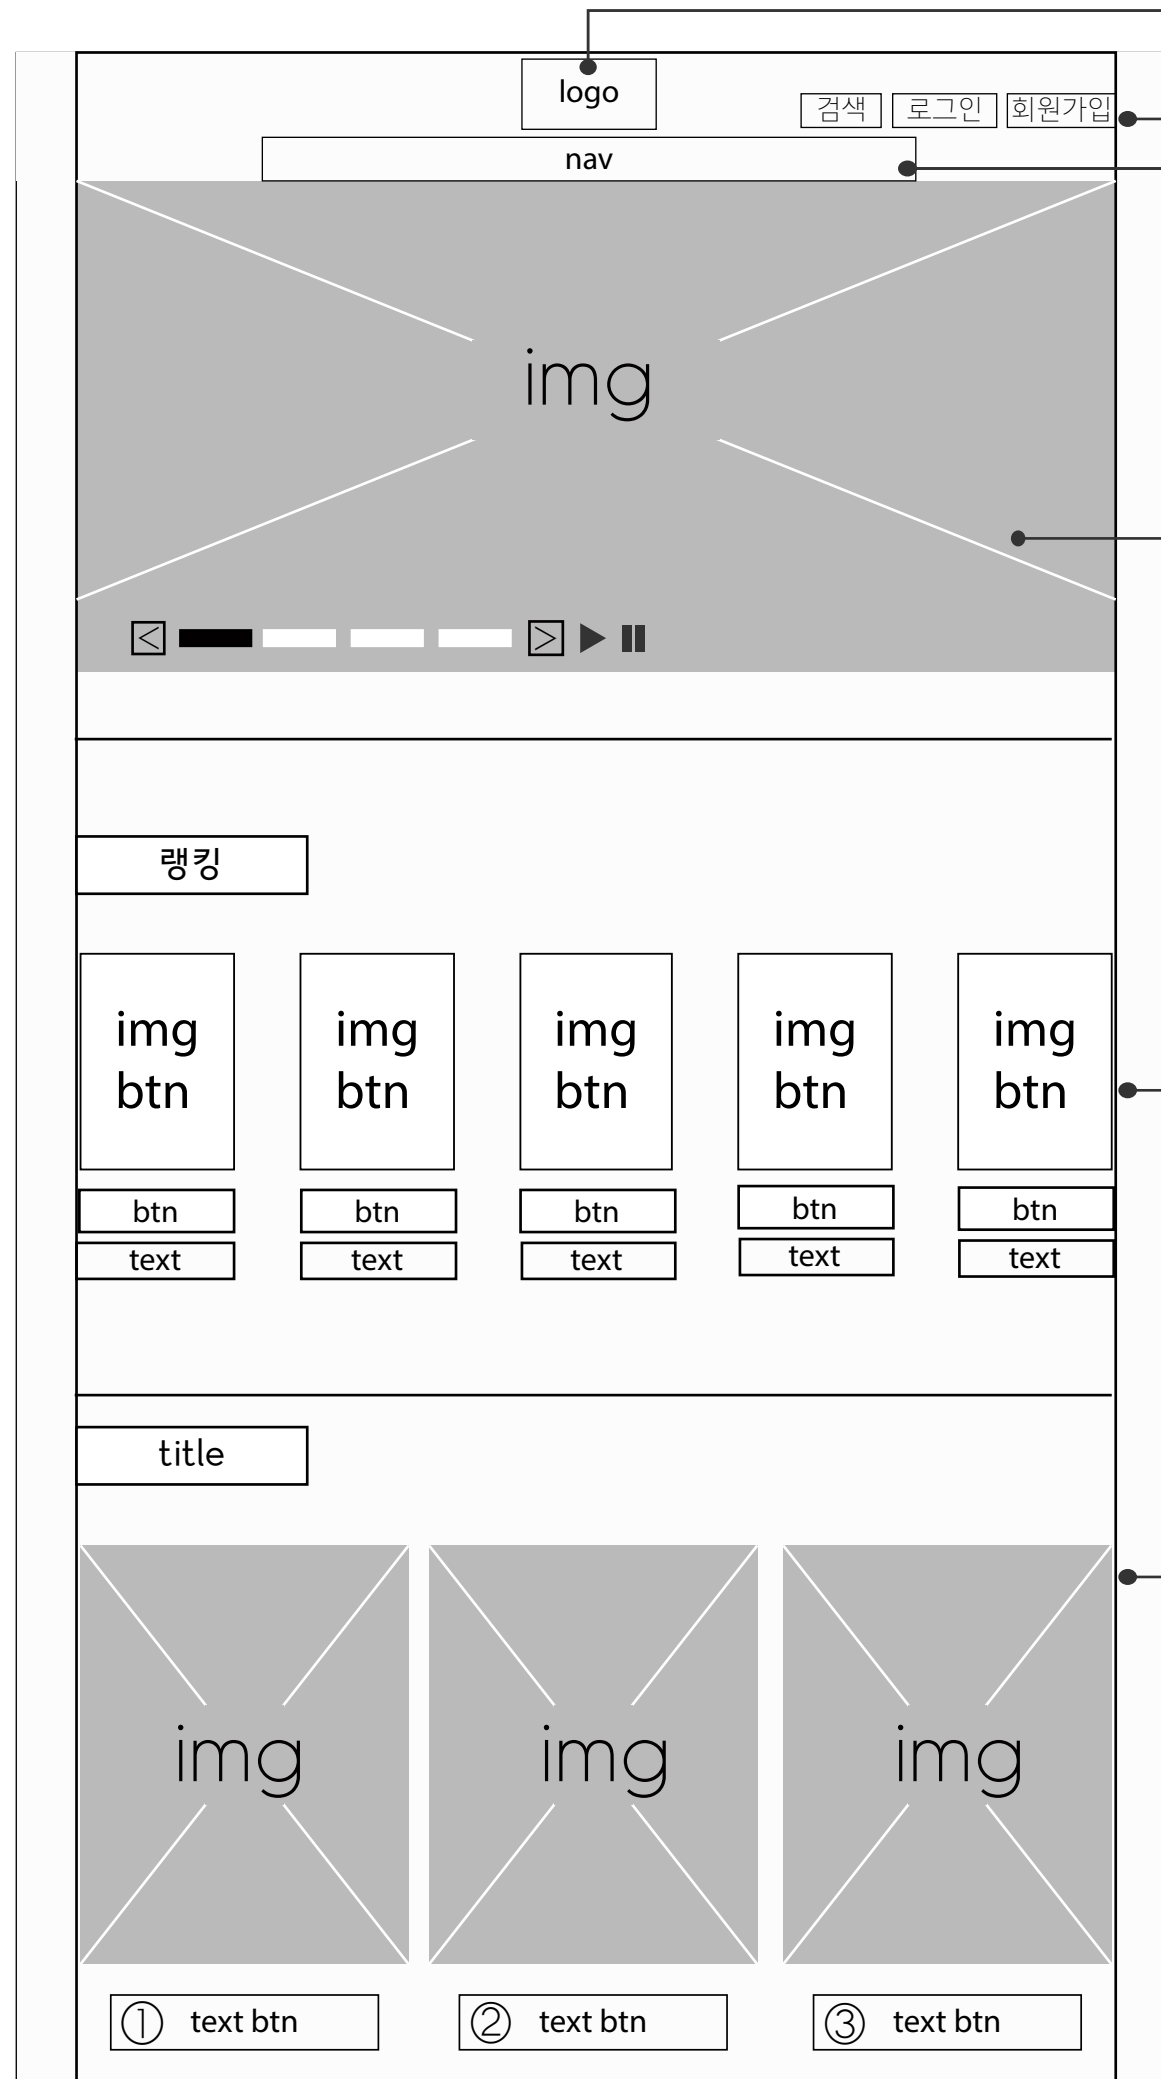 logo
검색 로그인 회원가입
nav
img
< >
랭킹
img img img img img
btn btn btn btn btn
btn btn btn btn btn
text text text text text
title
img img img
① text btn ② text btn ③ text btn